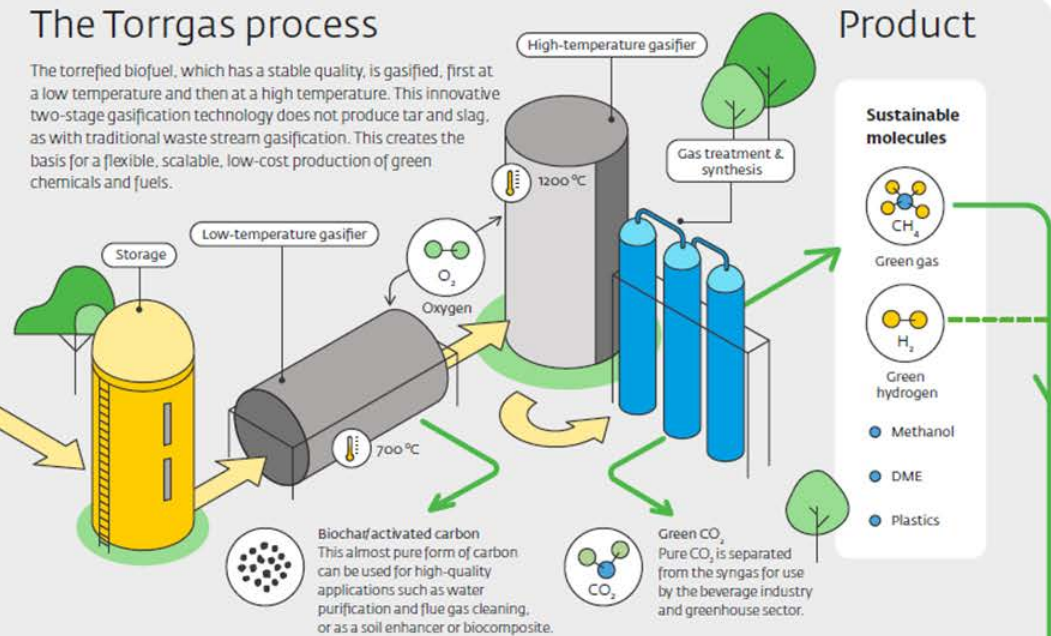 The Torrgas process
The torrefied biofuel, which has a stable quality, is gasified, first at
a low temperature and then at a high temperature. This innovative
two-stage gasification technology does not produce tar and slag,
as with traditional waste stream gasification. This creates the
basis for a flexible, scalable, low-cost production of green
chemicals and fuels.
High-temperature gasifier
Product
Sustainable
molecules
Gas treatment &
synthesis
1200 °C
Low-temperature gasifier
Storage
O₂
Oxygen
CH₄
Green gas
H₂
Green
hydrogen
700 °C
Methanol
DME
Plastics
Biochar/activated carbon
This almost pure form of carbon
can be used for high-quality
applications such as water
purification and flue gas cleaning,
or as a soil enhancer or biocomposite.
CO₂
Green CO₂
Pure CO₂ is separated
from the syngas for use
by the beverage industry
and greenhouse sector.